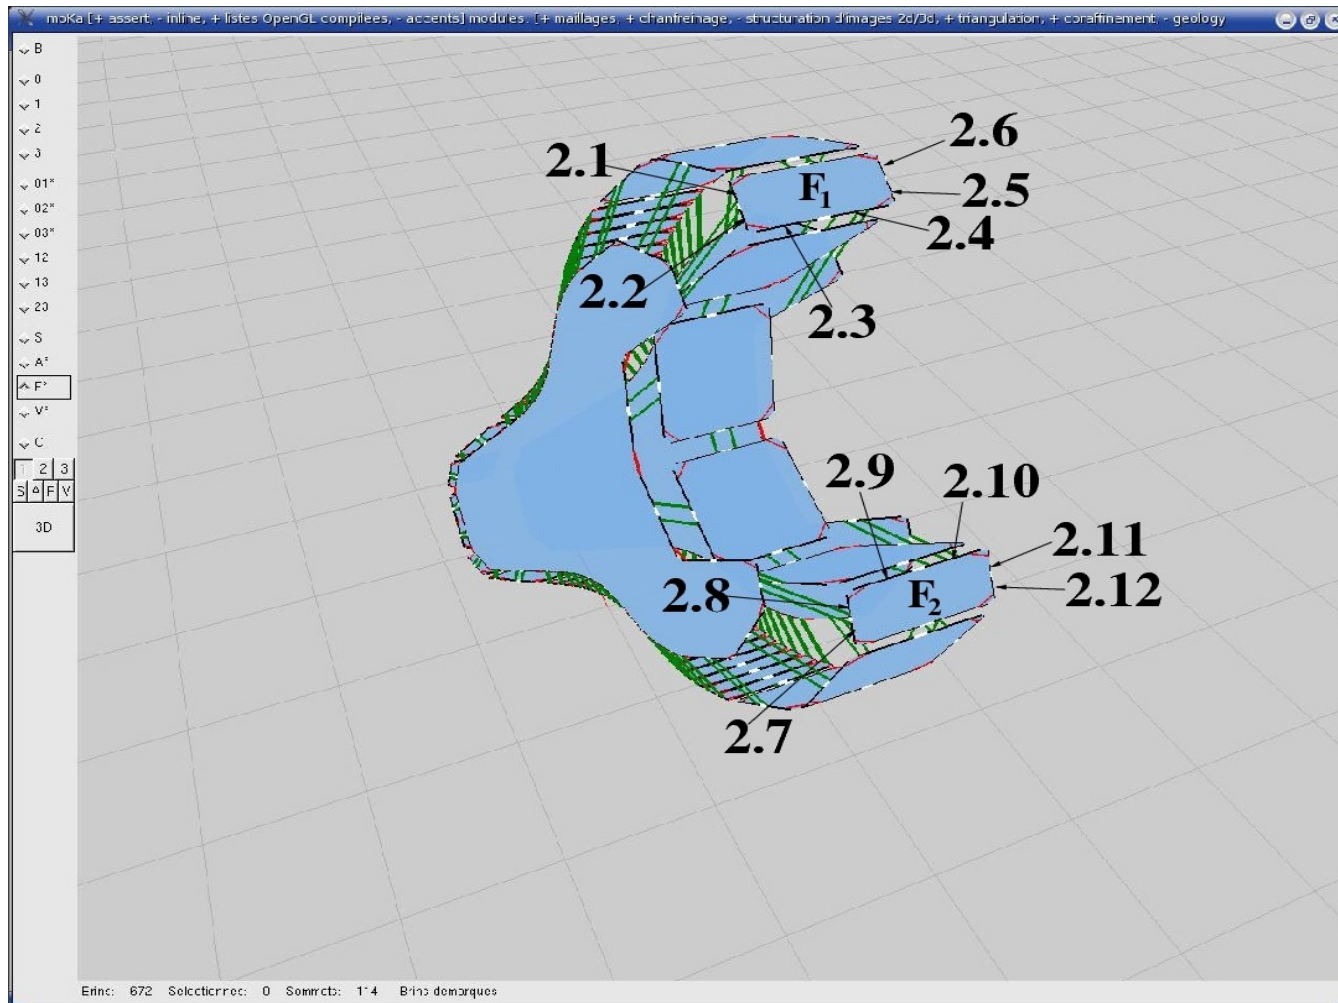 moKa [+ assert, - inline, + listes OpenGL compilees, - accents] modules. [+ maillages, + chanfreinage, - structuration d'images 2d/3d, + triangulation, + coraffinement, - geology
B
0
1
2
3
01*
02*
03*
12
13
23
S
A*
F*
V*
C
1 2 3
S A F V
3D
2.1
2.6
F1
2.5
2.4
2.2
2.3
2.9
2.10
2.11
2.8
F2
2.12
2.7
Brins: 672 Selectionnes: 0 Sommets: 114 Brins demarques